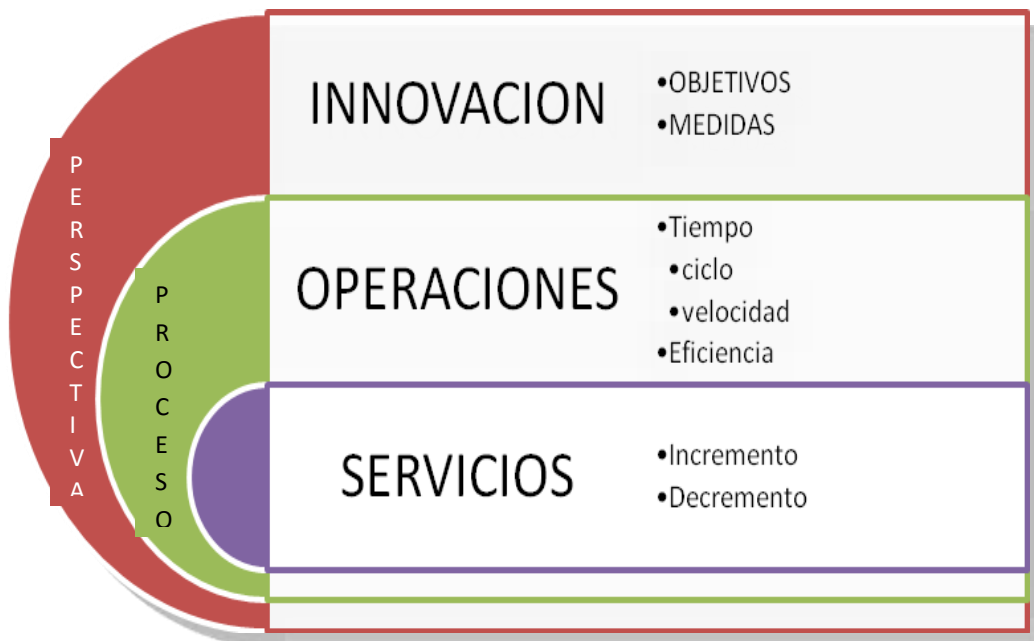 PERSPECTIVA
PROCESO
INNOVACION
•OBJETIVOS
•MEDIDAS
OPERACIONES
•Tiempo
•ciclo
•velocidad
•Eficiencia
SERVICIOS
•Incremento
•Decremento